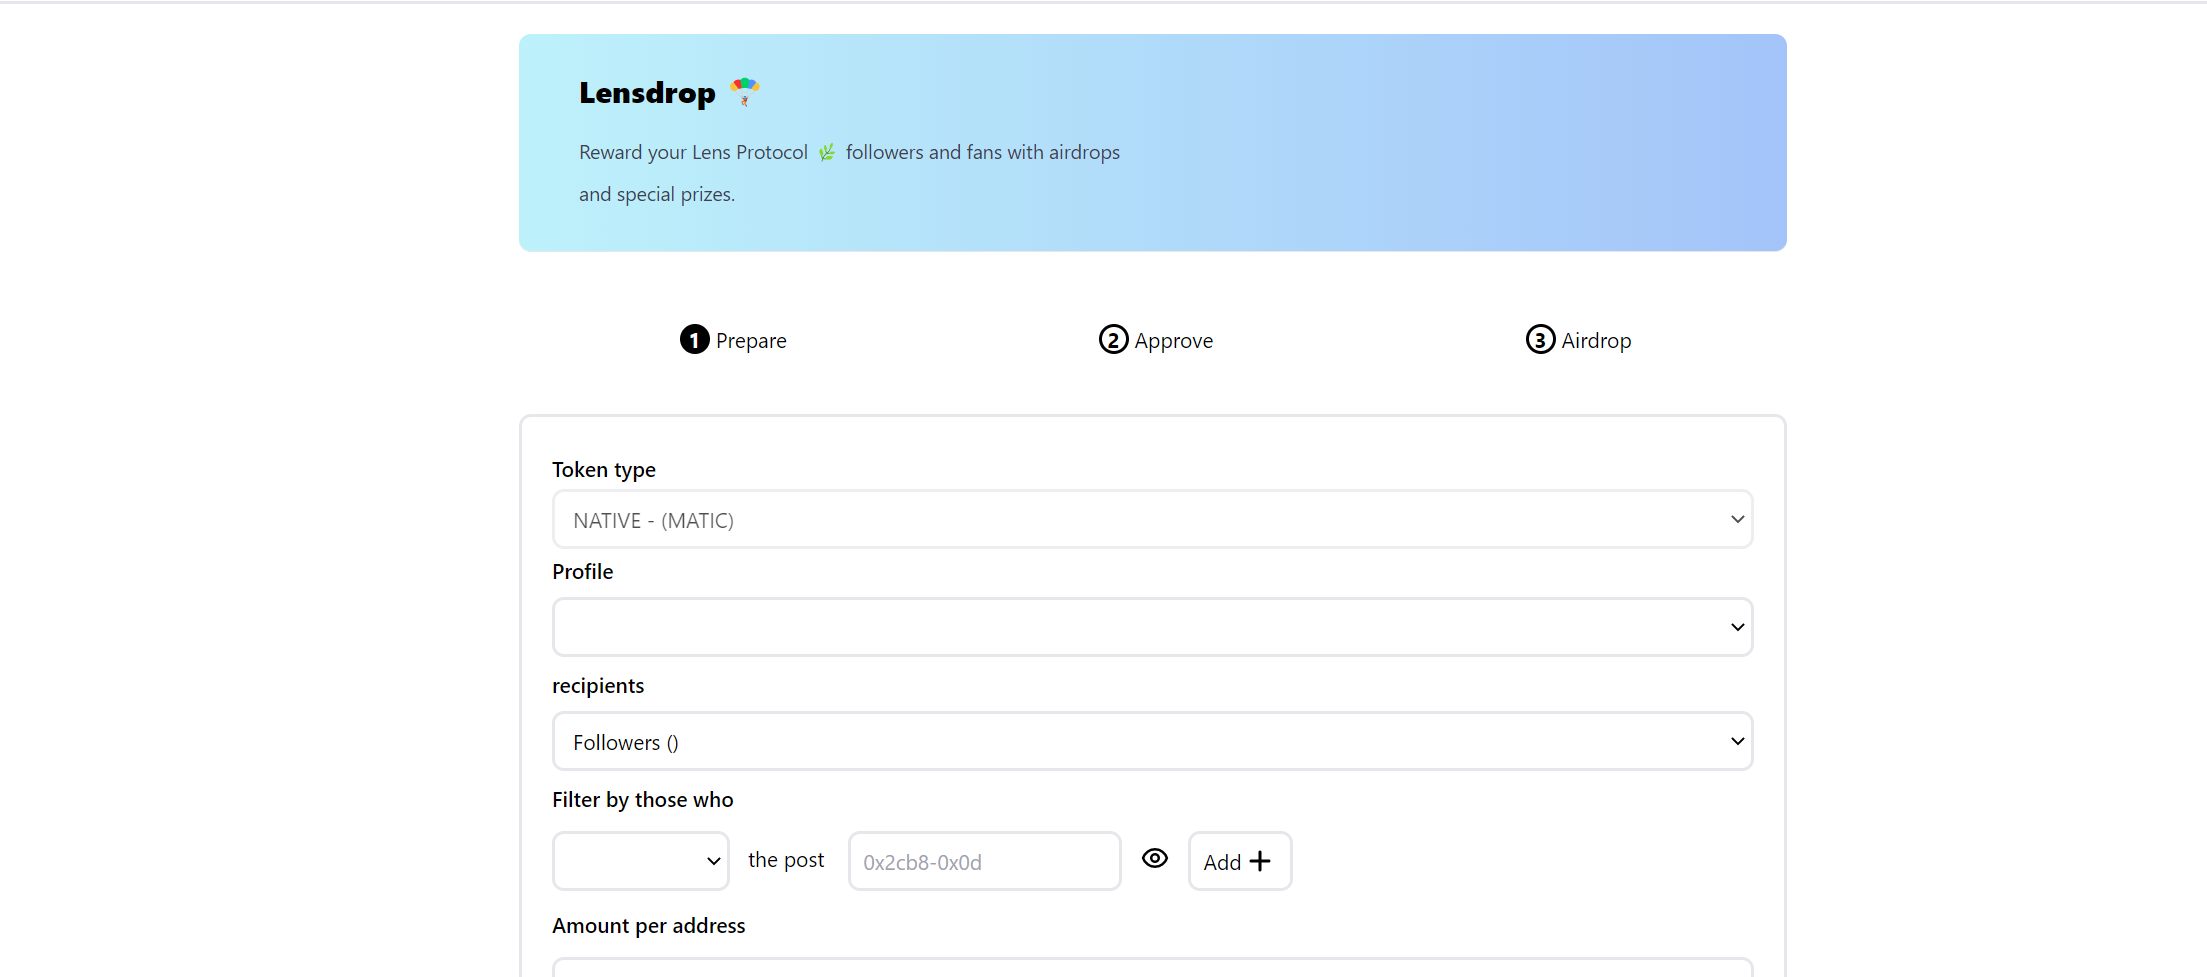 Lensdrop
Reward your Lens Protocol 🌿 followers and fans with airdrops
and special prizes.
1 Prepare
2 Approve
3 Airdrop
Token type
NATIVE - (MATIC)
Profile
recipients
Followers ()
Filter by those who
the post 0x2cb8-0x0d Add +
Amount per address